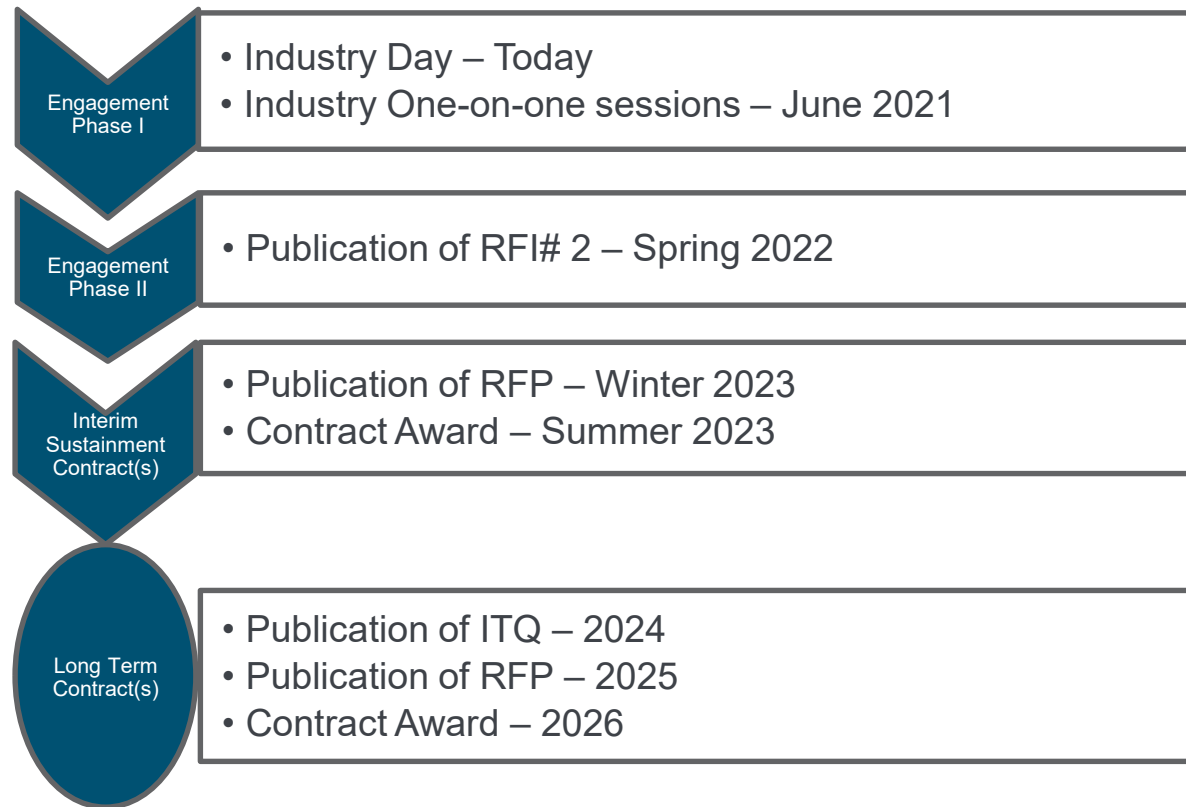 Engagement
Phase I
• Industry Day – Today
• Industry One-on-one sessions – June 2021
Engagement
Phase II
• Publication of RFI# 2 – Spring 2022
Interim
Sustainment
Contract(s)
• Publication of RFP – Winter 2023
• Contract Award – Summer 2023
Long Term
Contract(s)
• Publication of ITQ – 2024
• Publication of RFP – 2025
• Contract Award – 2026